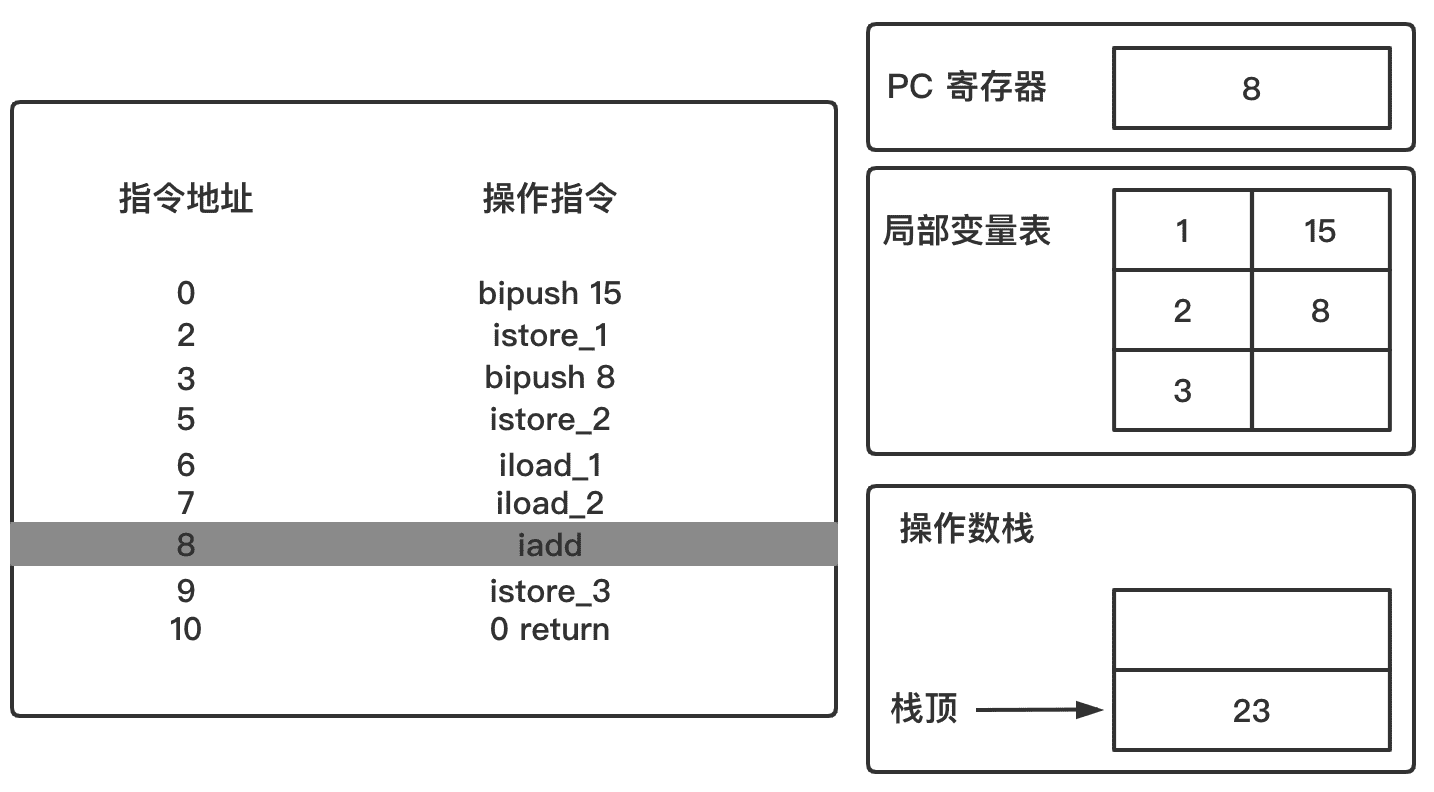 指令地址 操作指令
0 bipush 15
2 istore_1
3 bipush 8
5 istore_2
6 iload_1
7 iload_2
8 iadd
9 istore_3
10 0 return
PC 寄存器 8
局部变量表 1 15
2 8
3
操作数栈
栈顶 23